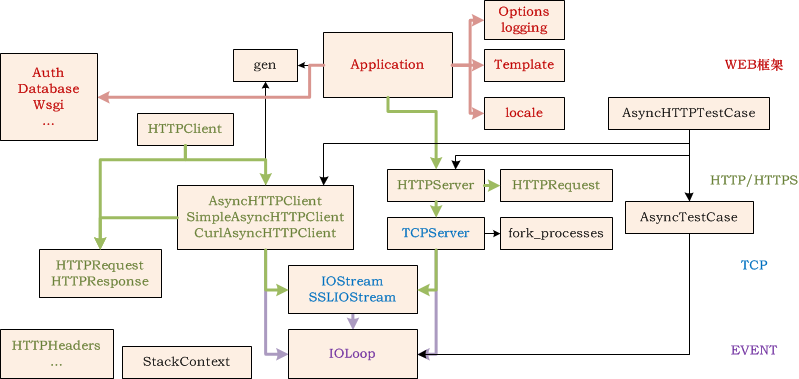 Options
logging
WEB框架
Auth
Database
Wsgi
...
gen
Application
Template
HTTPClient
locale
AsyncHTTPTestCase
HTTP/HTTPS
AsyncHTTPClient
SimpleAsyncHTTPClient
CurlAsyncHTTPClient
HTTPServer
HTTPRequest
AsyncTestCase
TCPServer
fork_processes
HTTPRequest
HTTPResponse
TCP
IOStream
SSLIOStream
HTTPHeaders
...
StackContext
IOLoop
EVENT